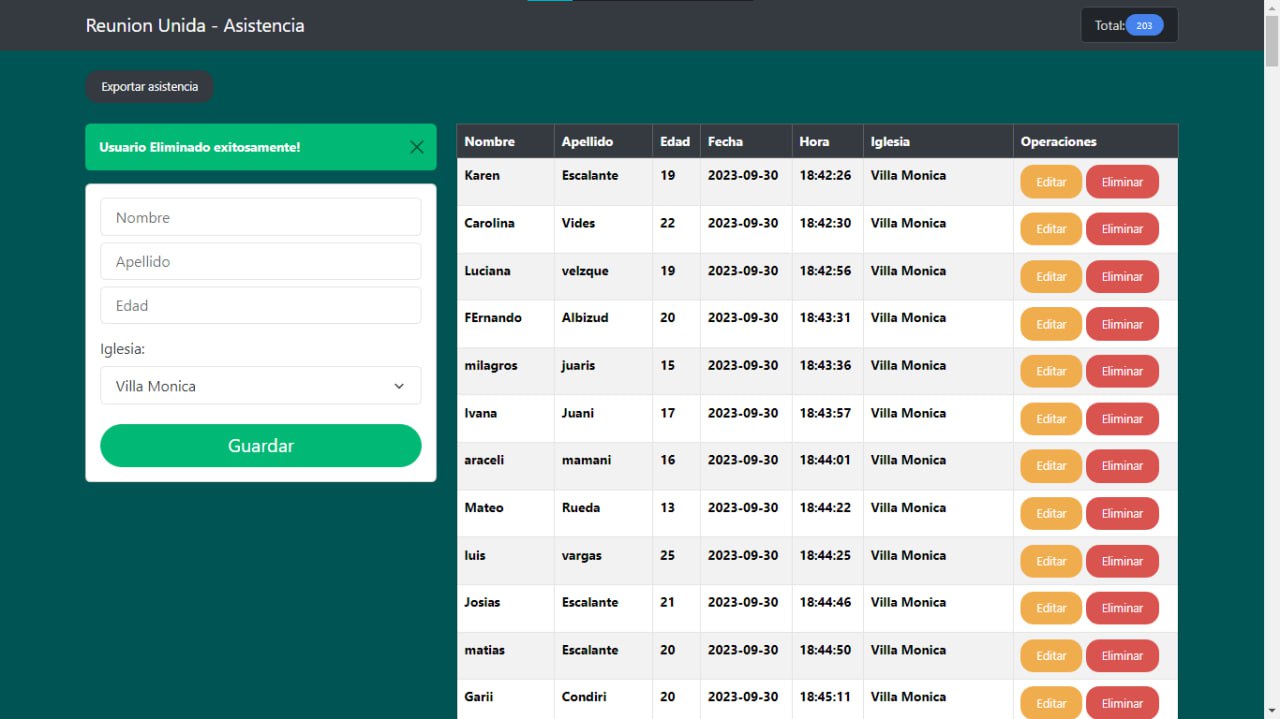 Reunion Unida - Asistencia
Total: 203
Exportar asistencia
Usuario Eliminado exitosamente!
Nombre
Apellido
Edad
Iglesia:
Villa Monica
Guardar
Nombre Apellido Edad Fecha Hora Iglesia Operaciones
Karen Escalante 19 2023-09-30 18:42:26 Villa Monica Editar Eliminar
Carolina Vides 22 2023-09-30 18:42:30 Villa Monica Editar Eliminar
Luciana velzque 19 2023-09-30 18:42:56 Villa Monica Editar Eliminar
FErnando Albizud 20 2023-09-30 18:43:31 Villa Monica Editar Eliminar
milagros juaris 15 2023-09-30 18:43:36 Villa Monica Editar Eliminar
Ivana Juani 17 2023-09-30 18:43:57 Villa Monica Editar Eliminar
araceli mamani 16 2023-09-30 18:44:01 Villa Monica Editar Eliminar
Mateo Rueda 13 2023-09-30 18:44:22 Villa Monica Editar Eliminar
luis vargas 25 2023-09-30 18:44:25 Villa Monica Editar Eliminar
Josias Escalante 21 2023-09-30 18:44:46 Villa Monica Editar Eliminar
matias Escalante 20 2023-09-30 18:44:50 Villa Monica Editar Eliminar
Garii Condiri 20 2023-09-30 18:45:11 Villa Monica Editar Eliminar